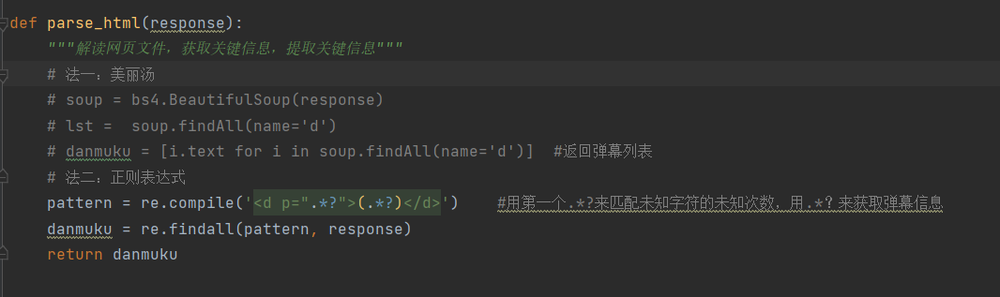 def parse_html(response):
"""解读网页文件，获取关键信息，提取关键信息"""
# 法一：美丽汤
# soup = bs4.BeautifulSoup(response)
# lst =  soup.findAll(name='d')
# danmuku = [i.text for i in soup.findAll(name='d')]  #返回弹幕列表
# 法二：正则表达式
pattern = re.compile('<d p=".*?">(.*?)</d>')    #用第一个.*?来匹配未知字符的未知次数，用.*？来获取弹幕信息
danmuku = re.findall(pattern, response)
return danmuku